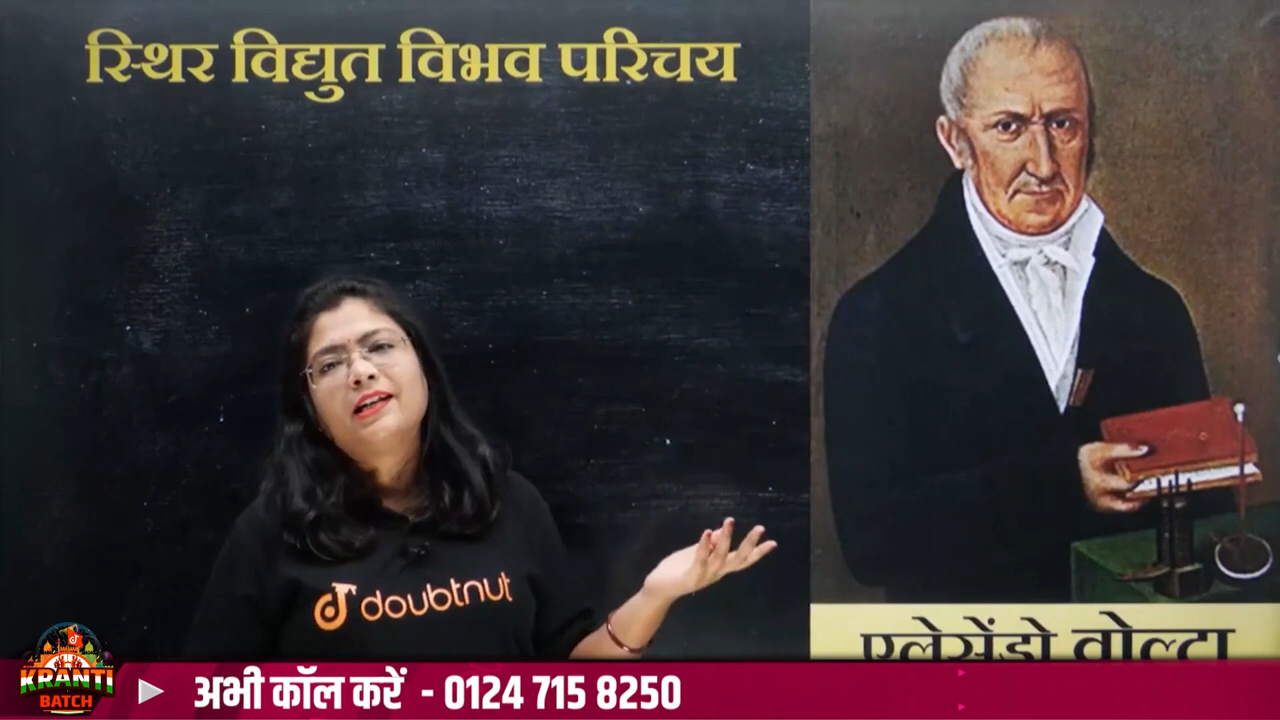 स्थिर विद्युत विभव परिचय
doubtnut
एलेसेंड्रो वोल्टा
KRANTI
BATCH
अभी कॉल करें - 0124 715 8250